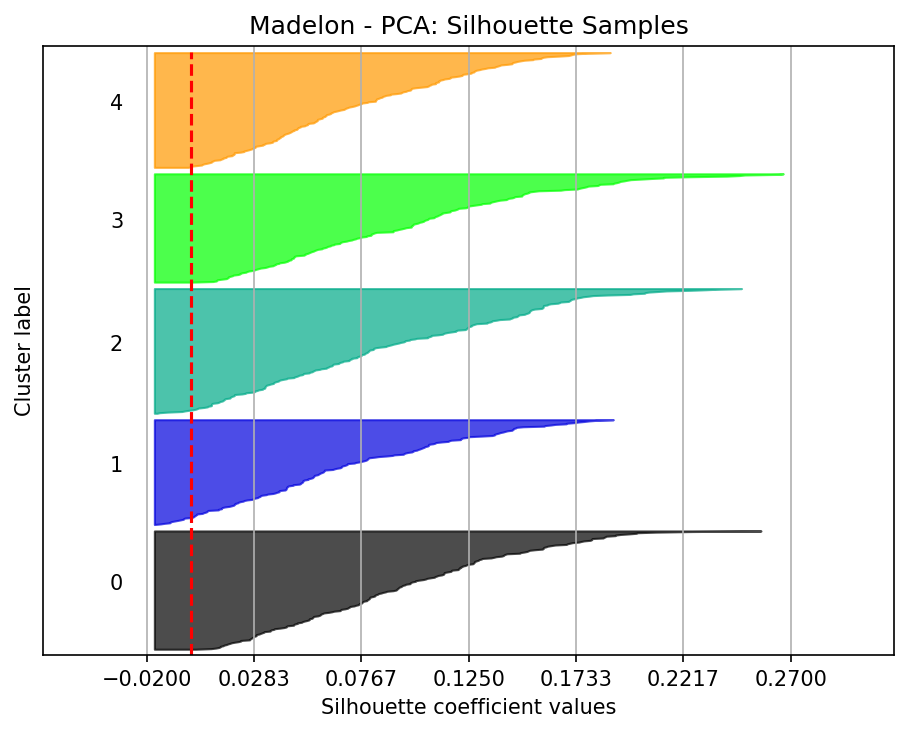 Madelon - PCA: Silhouette Samples
4
3
2
1
0
Cluster label
−0.0200 0.0283 0.0767 0.1250 0.1733 0.2217 0.2700
Silhouette coefficient values